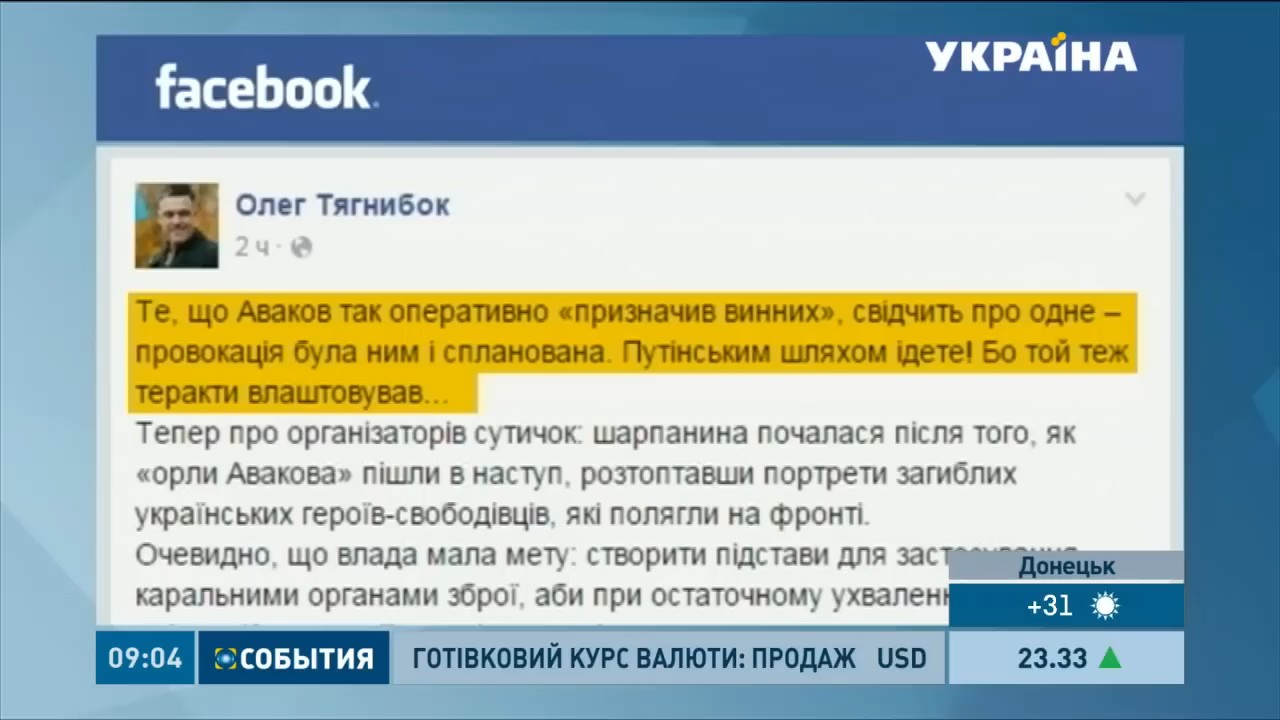 УКРАЇНА
facebook.
Олег Тягнибок
2 ч ·
Те, що Аваков так оперативно «призначив винних», свідчить про одне –
провокація була ним і спланована. Путінським шляхом ідете! Бо той теж
теракти влаштовував...
Тепер про організаторів сутичок: шарпанина почалася після того, як
«орли Авакова» пішли в наступ, розтоптавши портрети загиблих
українських героїв-свободівців, які полягли на фронті.
Очевидно, що влада мала мету: створити підстави для
каральними органами зброї, аби при остаточному
Донецьк
+31
09:04 СОБЫТИЯ ГОТІВКОВИЙ КУРС ВАЛЮТИ: ПРОДАЖ USD 23.33